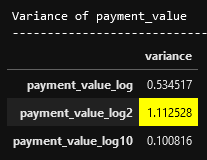 Variance of payment_value
---------------------------
variance
payment_value_log 0.534517
payment_value_log2 1.112528
payment_value_log10 0.100816